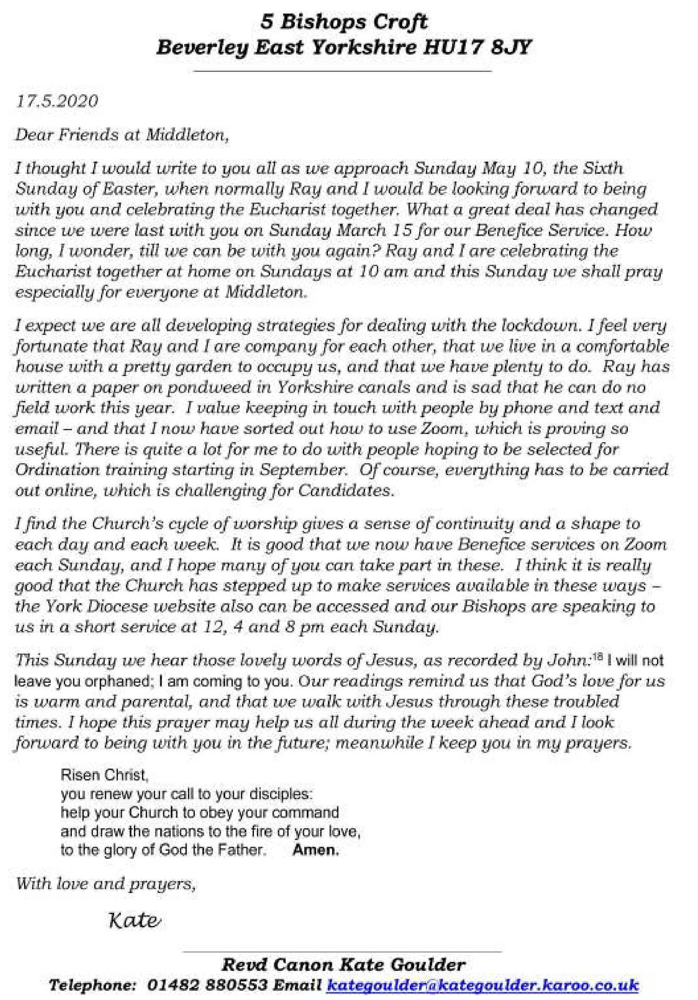 5 Bishops Croft
Beverley East Yorkshire HU17 8JY
17.5.2020
Dear Friends at Middleton,
I thought I would write to you all as we approach Sunday May 10, the Sixth
Sunday of Easter, when normally Ray and I would be looking forward to being
with you and celebrating the Eucharist together. What a great deal has changed
since we were last with you on Sunday March 15 for our Benefice Service. How
long, I wonder, till we can be with you again? Ray and I are celebrating the
Eucharist together at home on Sundays at 10 am and this Sunday we shall pray
especially for everyone at Middleton.
I expect we are all developing strategies for dealing with the lockdown. I feel very
fortunate that Ray and I are company for each other, that we live in a comfortable
house with a pretty garden to occupy us, and that we have plenty to do.  Ray has
written a paper on pondweed in Yorkshire canals and is sad that he can do no
field work this year.  I value keeping in touch with people by phone and text and
email – and that I now have sorted out how to use Zoom, which is proving so
useful. There is quite a lot for me to do with people hoping to be selected for
Ordination training starting in September.  Of course, everything has to be carried
out online, which is challenging for Candidates.
I find the Church's cycle of worship gives a sense of continuity and a shape to
each day and each week.  It is good that we now have Benefice services on Zoom
each Sunday, and I hope many of you can take part in these.  I think it is really
good that the Church has stepped up to make services available in these ways –
the York Diocese website also can be accessed and our Bishops are speaking to
us in a short service at 12, 4 and 8 pm each Sunday.
This Sunday we hear those lovely words of Jesus, as recorded by John:¹⁸ I will not
leave you orphaned; I am coming to you. Our readings remind us that God's love for us
is warm and parental, and that we walk with Jesus through these troubled
times. I hope this prayer may help us all during the week ahead and I look
forward to being with you in the future; meanwhile I keep you in my prayers.
Risen Christ,
you renew your call to your disciples:
help your Church to obey your command
and draw the nations to the fire of your love,
to the glory of God the Father.    Amen.
With love and prayers,
Kate
Revd Canon Kate Goulder
Telephone:  01482 880553 Email kategoulder@kategoulder.karoo.co.uk